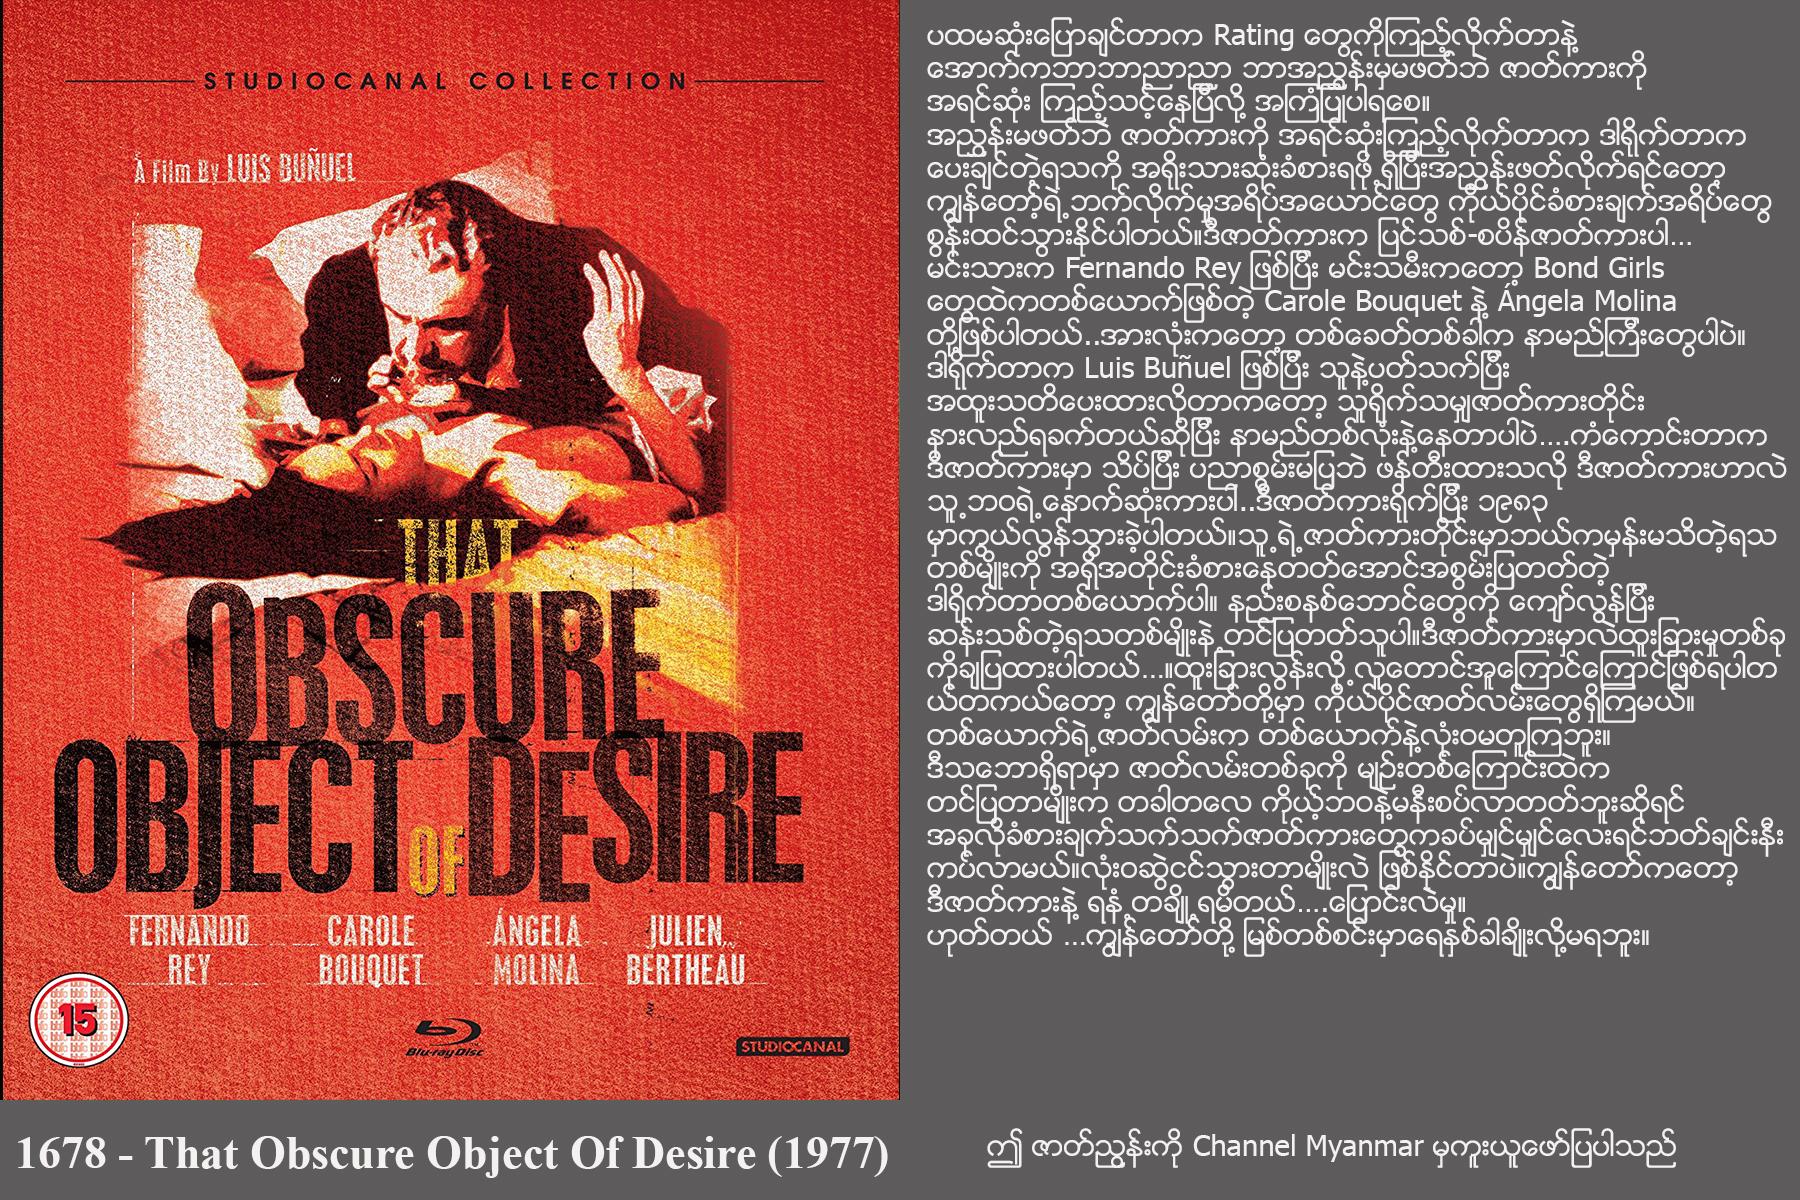 STUDIOCANAL COLLECTION
A Film By LUIS BUÑUEL
THAT
OBSCURE
OBJECT OF DESIRE
FERNANDO REY
CAROLE BOUQUET
ÁNGELA MOLINA
JULIEN BERTHEAU
15
Blu-ray Disc
STUDIOCANAL
1678 - That Obscure Object Of Desire (1977)
ပထမဆုံးပြောချင်တာက Rating တွေကိုကြည့်လိုက်တာနဲ့
အောက်ကဘာဘာညာညာ ဘာအညွှန်းမှမဖတ်ဘဲ ဇာတ်ကားကို
အရင်ဆုံး ကြည့်သင့်နေပြီလို့ အကြံပြုပါရစေ။
အညွှန်းမဖတ်ဘဲ ဇာတ်ကားကို အရင်ဆုံးကြည့်လိုက်တာက ဒါရိုက်တာက
ပေးချင်တဲ့ရသကို အရိုးသားဆုံးခံစားရဖို့ရှိပြီးအညွှန်းဖတ်လိုက်ရင်တော့
ကျွန်တော့်ရဲ့ဘက်လိုက်မှုအရိပ်အယောင်တွေ ကိုယ်ပိုင်ခံစားချက်အရိပ်တွေ
စွန်းထင်သွားနိုင်ပါတယ်။ဒီဇာတ်ကားက ပြင်သစ်-စပိန်ဇာတ်ကားပါ...
မင်းသားက Fernando Rey ဖြစ်ပြီး မင်းသမီးကတော့ Bond Girls
တွေထဲကတစ်ယောက်ဖြစ်တဲ့ Carole Bouquet နဲ့ Ángela Molina
တို့ဖြစ်ပါတယ်..အားလုံးကတော့ တစ်ခေတ်တစ်ခါက နာမည်ကြီးတွေပါပဲ။
ဒါရိုက်တာက Luis Buñuel ဖြစ်ပြီး သူနဲ့ပတ်သက်ပြီး
အထူးသတိပေးထားလိုတာကတော့ သူရိုက်သမျှဇာတ်ကားတိုင်း
နားလည်ရခက်တယ်ဆိုပြီး နာမည်တစ်လုံးနဲ့နေတာပါပဲ....ကံကောင်းတာက
ဒီဇာတ်ကားမှာ သိပ်ပြီး ပညာစွမ်းမပြဘဲ ဖန်တီးထားသလို ဒီဇာတ်ကားဟာလဲ
သူ့ဘဝရဲ့နောက်ဆုံးကားပါ..ဒီဇာတ်ကားရိုက်ပြီး ၁၉၈၃
မှာကွယ်လွန်သွားခဲ့ပါတယ်။သူ့ရဲ့ဇာတ်ကားတိုင်းမှာဘယ်ကမှန်းမသိတဲ့ရသ
တစ်မျိုးကို အရှိအတိုင်းခံစားနေတတ်အောင်အစွမ်းပြတတ်တဲ့
ဒါရိုက်တာတစ်ယောက်ပါ။ နည်းစနစ်ဘောင်တွေကို ကျော်လွန်ပြီး
ဆန်းသစ်တဲ့ရသတစ်မျိုးနဲ့တင်ပြတတ်သူပါ။ဒီဇာတ်ကားမှာလဲထူးခြားမှုတစ်ခု
ကိုချပြထားပါတယ်...။ထူးခြားလွန်းလို့လူတောင်အူကြောင်ကြောင်ဖြစ်ရပါတ
ယ်တကယ်တော့ ကျွန်တော်တို့မှာ ကိုယ်ပိုင်ဇာတ်လမ်းတွေရှိကြမယ်။
တစ်ယောက်ရဲ့ဇာတ်လမ်းက တစ်ယောက်နဲ့လုံးဝမတူကြဘူး။
ဒီသဘောရှိရာမှာ ဇာတ်လမ်းတစ်ခုကို မျဉ်းတစ်ကြောင်းထဲက
တင်ပြတာမျိုးက တခါတလေ ကိုယ့်ဘဝနဲ့မနီးစပ်လာတတ်ဘူးဆိုရင်
အခုလိုခံစားချက်သက်သက်ဇာတ်ကားတွေကခပ်မျှင်မျှင်လေးရင်ဘတ်ချင်းနီး
ကပ်လာမယ်။လုံးဝဆွဲငင်သွားတာမျိုးလဲ ဖြစ်နိုင်တာပဲ။ကျွန်တော်ကတော့
ဒီဇာတ်ကားနဲ့ ရနံ့တချို့ရမိတယ်....ပြောင်းလဲမှု။
ဟုတ်တယ် ...ကျွန်တော်တို့ မြစ်တစ်စင်းမှာရေနှစ်ခါချိုးလို့မရဘူး။
ဤ ဇာတ်ညွှန်းကို Channel Myanmar မှကူးယူဖော်ပြပါသည်